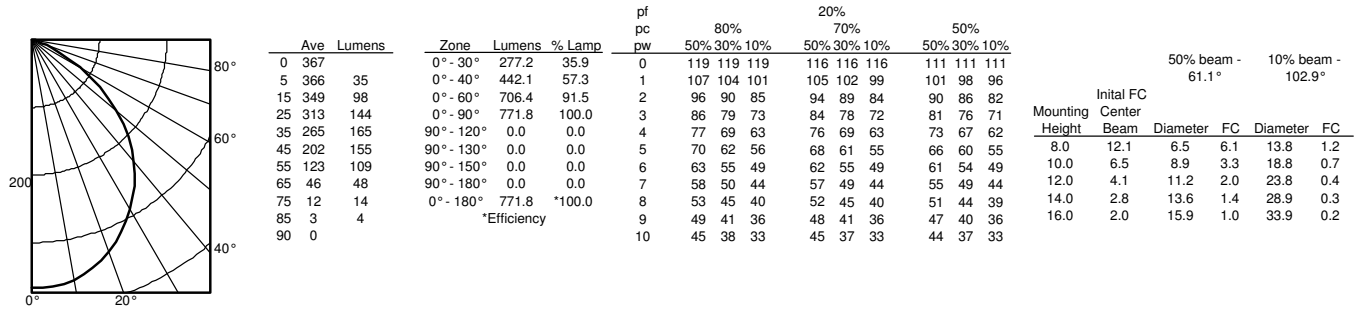 80°
60°
200
40°
0° 20°
Ave Lumens
0 367
5 366 35
15 349 98
25 313 144
35 265 165
45 202 155
55 123 109
65 46 48
75 12 14
85 3 4
90 0
Zone Lumens % Lamp
0° - 30° 277.2 35.9
0° - 40° 442.1 57.3
0° - 60° 706.4 91.5
0° - 90° 771.8 100.0
90° - 120° 0.0 0.0
90° - 130° 0.0 0.0
90° - 150° 0.0 0.0
90° - 180° 0.0 0.0
0° - 180° 771.8 *100.0
*Efficiency
pf 20%
pc 80% 70% 50%
pw 50% 30% 10% 50% 30% 10% 50% 30% 10%
0 119 119 119 116 116 116 111 111 111
1 107 104 101 105 102 99 101 98 96
2 96 90 85 94 89 84 90 86 82
3 86 79 73 84 78 72 81 76 71
4 77 69 63 76 69 63 73 67 62
5 70 62 56 68 61 55 66 60 55
6 63 55 49 62 55 49 61 54 49
7 58 50 44 57 49 44 55 49 44
8 53 45 40 52 45 40 51 44 39
9 49 41 36 48 41 36 47 40 36
10 45 38 33 45 37 33 44 37 33
50% beam - 10% beam -
61.1° 102.9°
Inital FC
Mounting Center
Height Beam Diameter FC Diameter FC
8.0 12.1 6.5 6.1 13.8 1.2
10.0 6.5 8.9 3.3 18.8 0.7
12.0 4.1 11.2 2.0 23.8 0.4
14.0 2.8 13.6 1.4 28.9 0.3
16.0 2.0 15.9 1.0 33.9 0.2